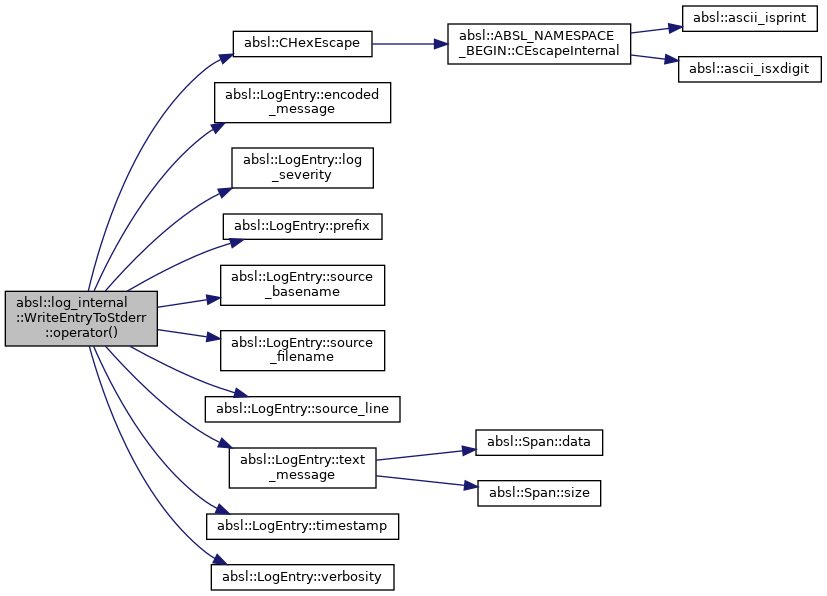 absl::log_internal
::WriteEntryToStderr
::operator()
absl::CHexEscape
absl::ABSL_NAMESPACE
_BEGIN::CEscapeInternal
absl::ascii_isprint
absl::ascii_isxdigit
absl::LogEntry::encoded
_message
absl::LogEntry::log
_severity
absl::LogEntry::prefix
absl::LogEntry::source
_basename
absl::LogEntry::source
_filename
absl::LogEntry::source_line
absl::LogEntry::text
_message
absl::Span::data
absl::Span::size
absl::LogEntry::timestamp
absl::LogEntry::verbosity